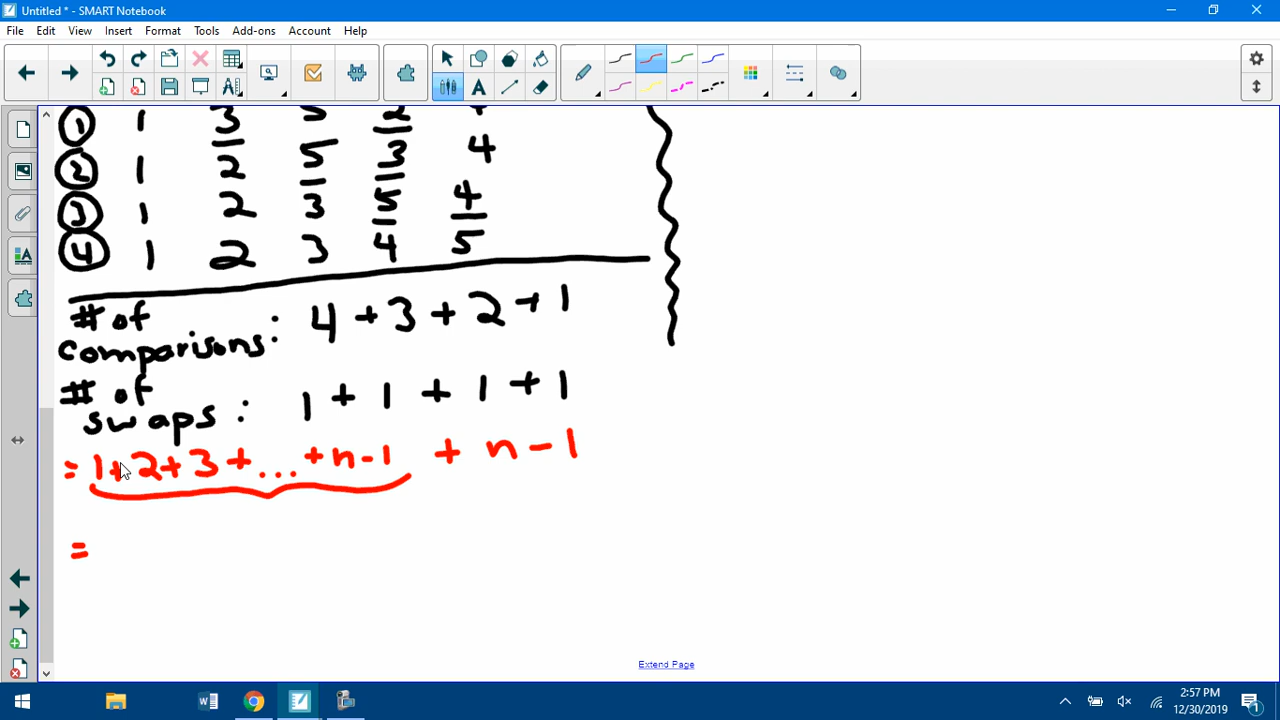 Untitled * - SMART Notebook
File Edit View Insert Format Tools Add-ons Account Help
① 1 3 5 2
② 1 2 5 3 4
③ 1 2 3 5 4
④ 1 2 3 4 5
# of comparisons: 4 + 3 + 2 + 1
# of swaps: 1 + 1 + 1 + 1
= 1 + 2 + 3 + ... + n - 1 + n - 1
=
Extend Page
2:57 PM
12/30/2019